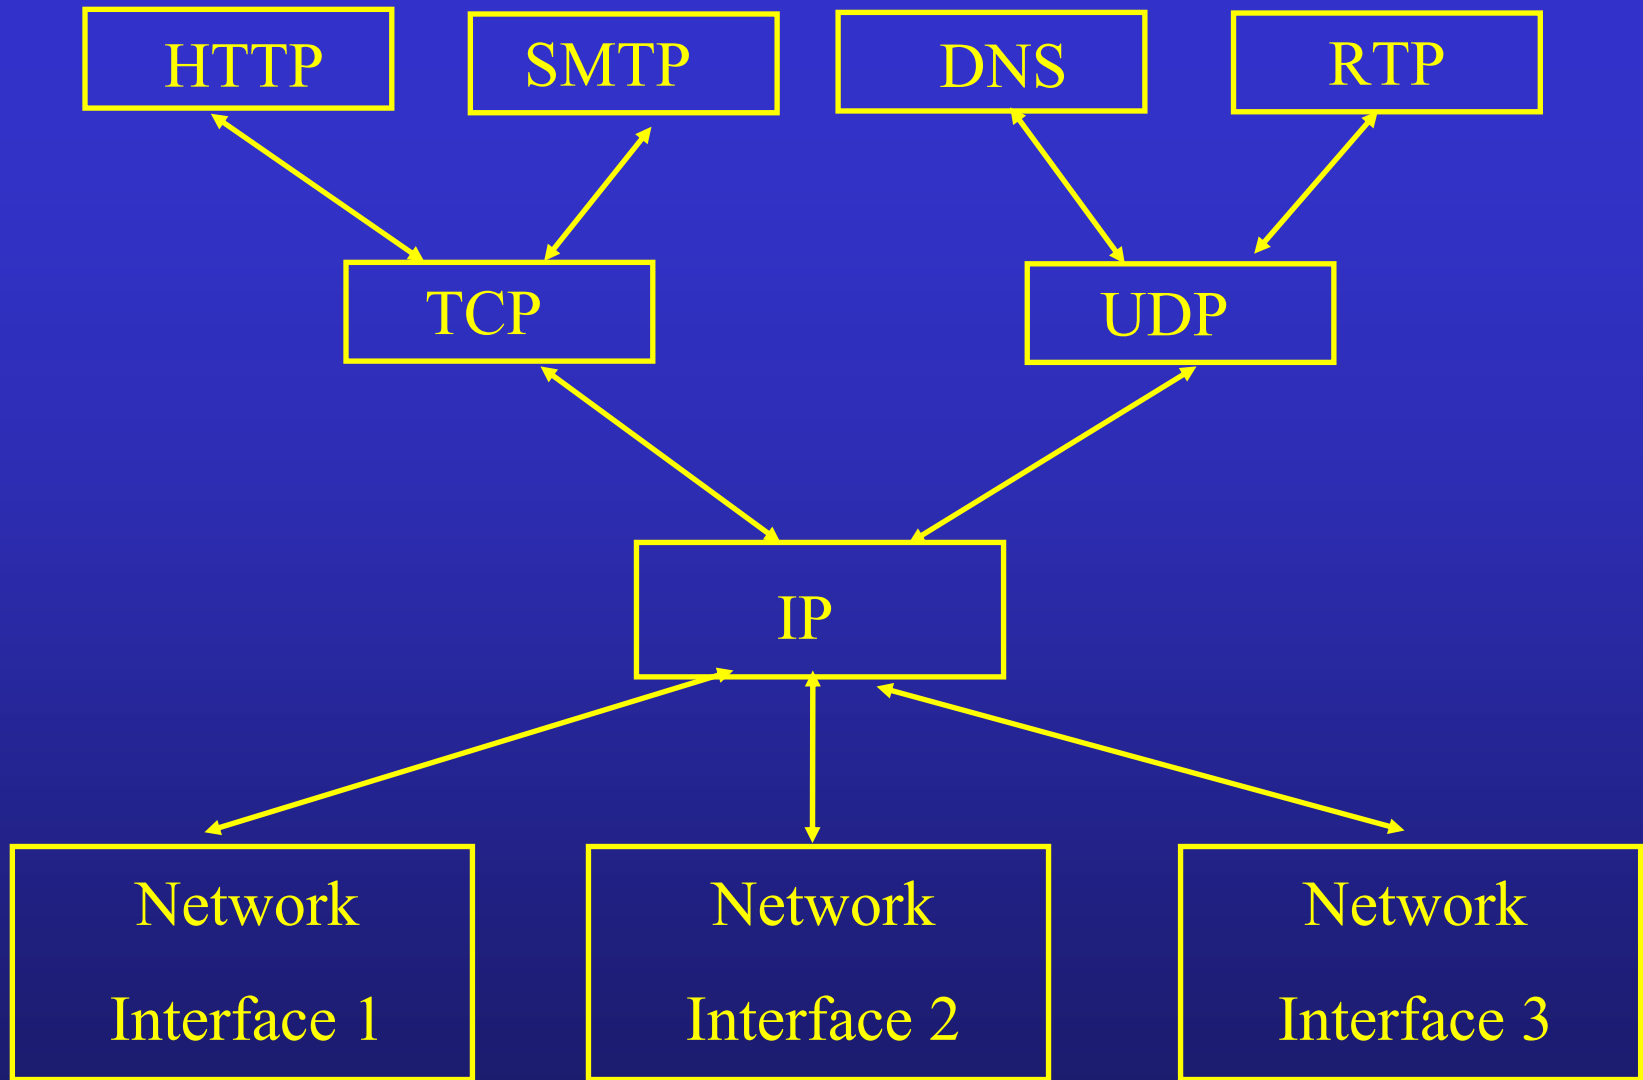 HTTP
SMTP
DNS
RTP
TCP
UDP
IP
Network
Interface 1
Network
Interface 2
Network
Interface 3